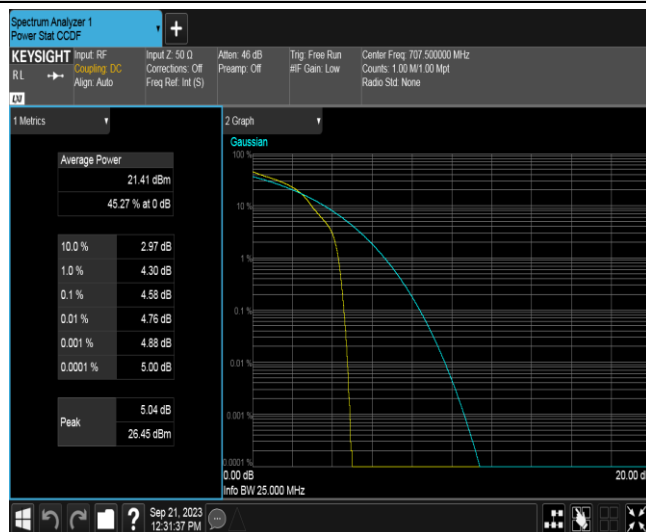 Spectrum Analyzer 1
Power Stat CCDF
+
KEYSIGHT
RL
LXI
Input: RF
Coupling: DC
Align: Auto
Input Z: 50 Ω
Corrections: Off
Freq Ref: Int (S)
Atten: 46 dB
Preamp: Off
Trig: Free Run
#IF Gain: Low
Center Freq: 707.500000 MHz
Counts: 1.00 M/1.00 Mpt
Radio Std: None
1 Metrics
Average Power
21.41 dBm
45.27 % at 0 dB
10.0 % 2.97 dB
1.0 % 4.30 dB
0.1 % 4.58 dB
0.01 % 4.76 dB
0.001 % 4.88 dB
0.0001 % 5.00 dB
Peak
5.04 dB
26.45 dBm
2 Graph
Gaussian
100 %
10 %
1 %
0.1 %
0.01 %
0.001 %
0.0001 %
0.00 dB
20.00 d
Info BW 25.000 MHz
?
Sep 21, 2023
12:31:37 PM